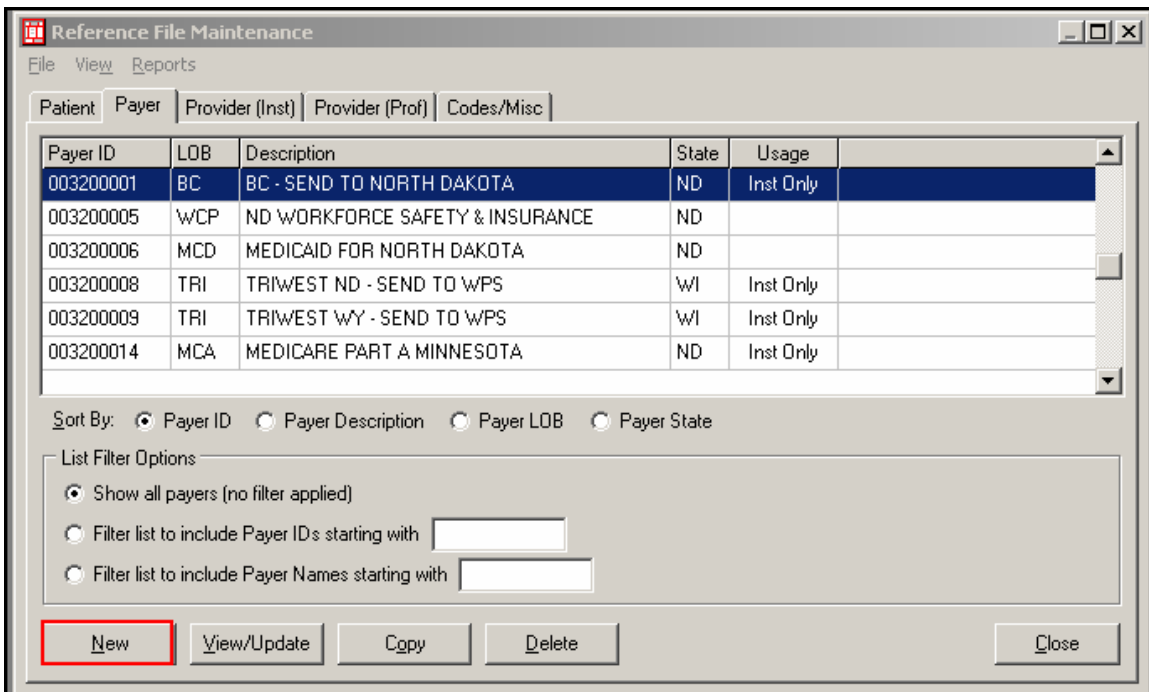 Reference File Maintenance
File View Reports
Patient Payer Provider (Inst) Provider (Prof) Codes/Misc
Payer ID LOB Description State Usage
003200001 BC BC - SEND TO NORTH DAKOTA ND Inst Only
003200005 WCP ND WORKFORCE SAFETY & INSURANCE ND
003200006 MCD MEDICAID FOR NORTH DAKOTA ND
003200008 TRI TRIWEST ND - SEND TO WPS WI Inst Only
003200009 TRI TRIWEST WY - SEND TO WPS WI Inst Only
003200014 MCA MEDICARE PART A MINNESOTA ND Inst Only
Sort By: Payer ID Payer Description Payer LOB Payer State
List Filter Options
Show all payers (no filter applied)
Filter list to include Payer IDs starting with
Filter list to include Payer Names starting with
New View/Update Copy Delete Close